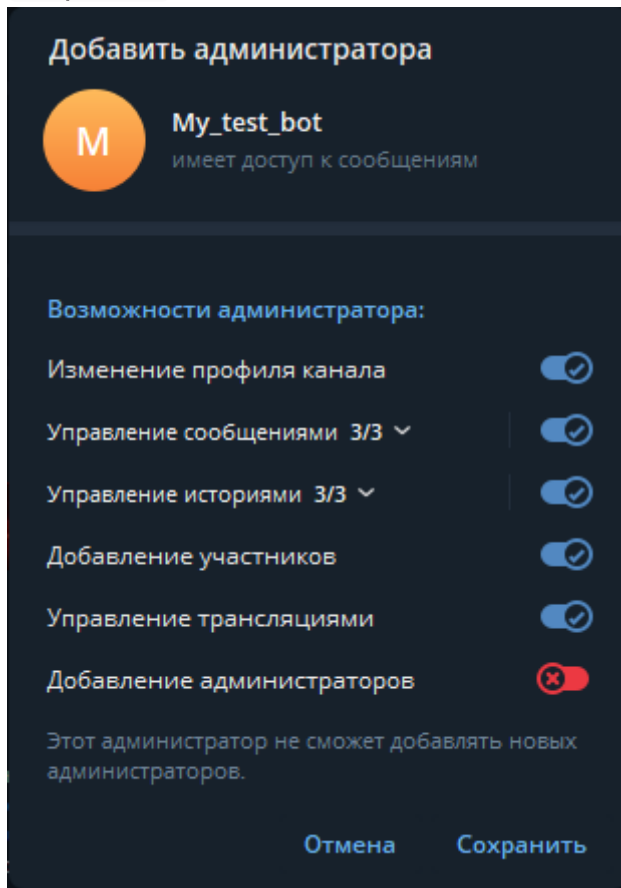 Добавить администратора
М
My_test_bot
имеет доступ к сообщениям
Возможности администратора:
Изменение профиля канала
Управление сообщениями 3/3
Управление историями 3/3
Добавление участников
Управление трансляциями
Добавление администраторов
Этот администратор не сможет добавлять новых
администраторов.
Отмена Сохранить